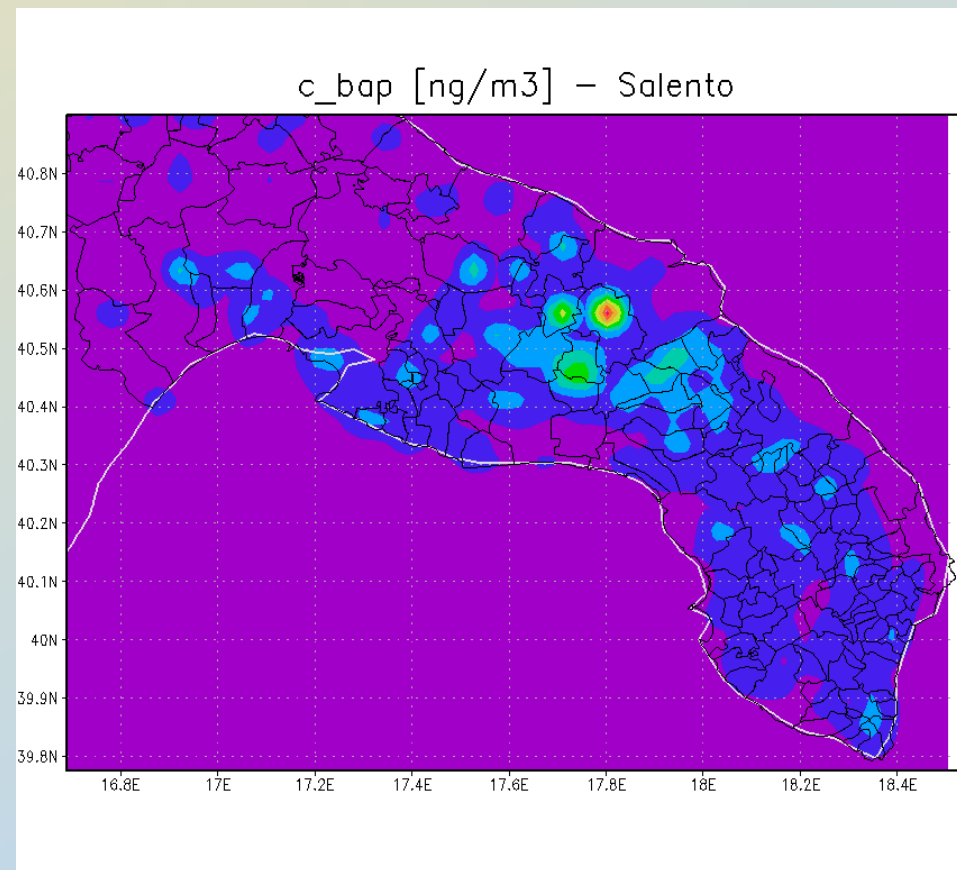 c_bap [ng/m3] – Salento
40.8N
40.7N
40.6N
40.5N
40.4N
40.3N
40.2N
40.1N
40N
39.9N
39.8N
16.8E 17E 17.2E 17.4E 17.6E 17.8E 18E 18.2E 18.4E